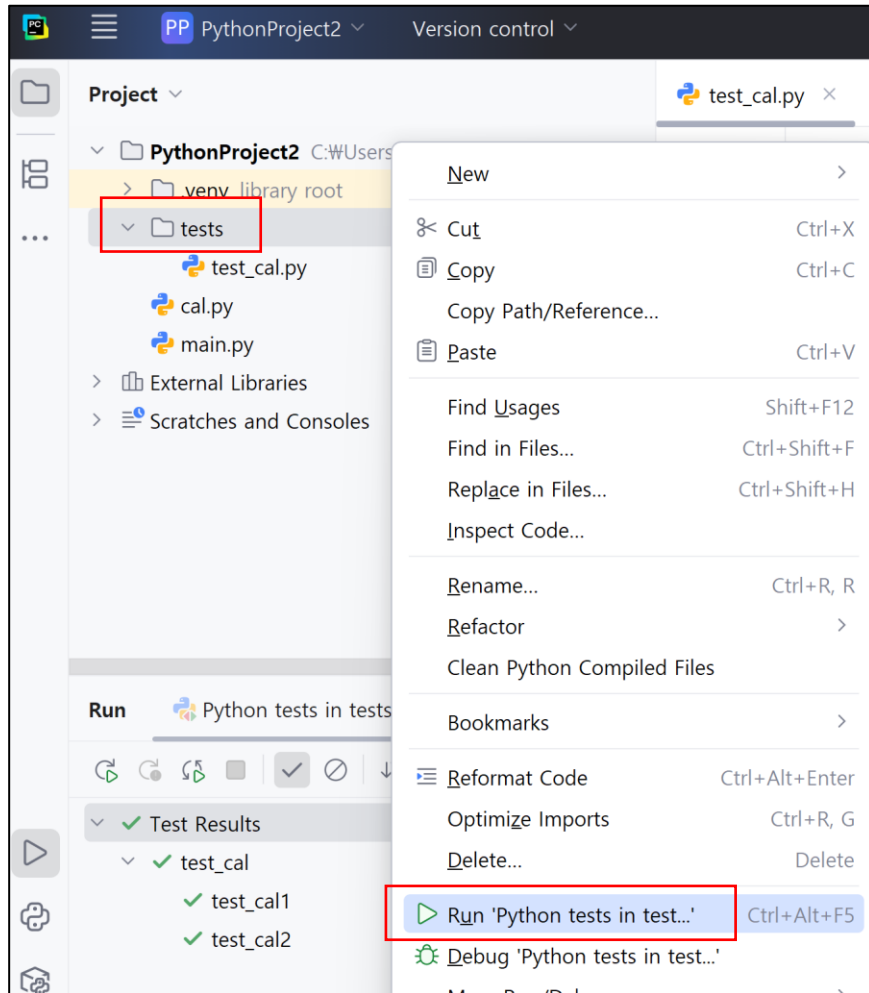 PC
PP PythonProject2 Version control
Project
test_cal.py
PythonProject2 C:₩Users
.venv library root
tests
test_cal.py
cal.py
main.py
External Libraries
Scratches and Consoles
New
Cut Ctrl+X
Copy Ctrl+C
Copy Path/Reference...
Paste Ctrl+V
Find Usages Shift+F12
Find in Files... Ctrl+Shift+F
Replace in Files... Ctrl+Shift+H
Inspect Code...
Rename... Ctrl+R, R
Refactor
Clean Python Compiled Files
Bookmarks
Reformat Code Ctrl+Alt+Enter
Optimize Imports Ctrl+R, G
Delete... Delete
Run 'Python tests in test...' Ctrl+Alt+F5
Debug 'Python tests in test...'
Run Python tests in tests
Test Results
test_cal
test_cal1
test_cal2